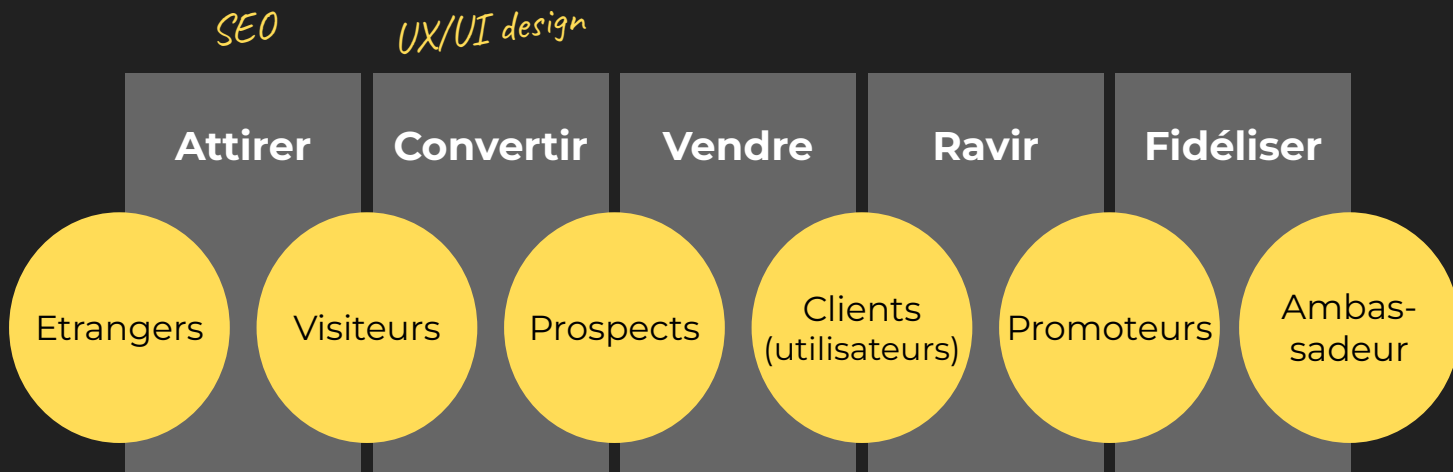 SEO
UX/UI design
Attirer
Convertir
Vendre
Ravir
Fidéliser
Etrangers
Visiteurs
Prospects
Clients
(utilisateurs)
Promoteurs
Ambas-
sadeur